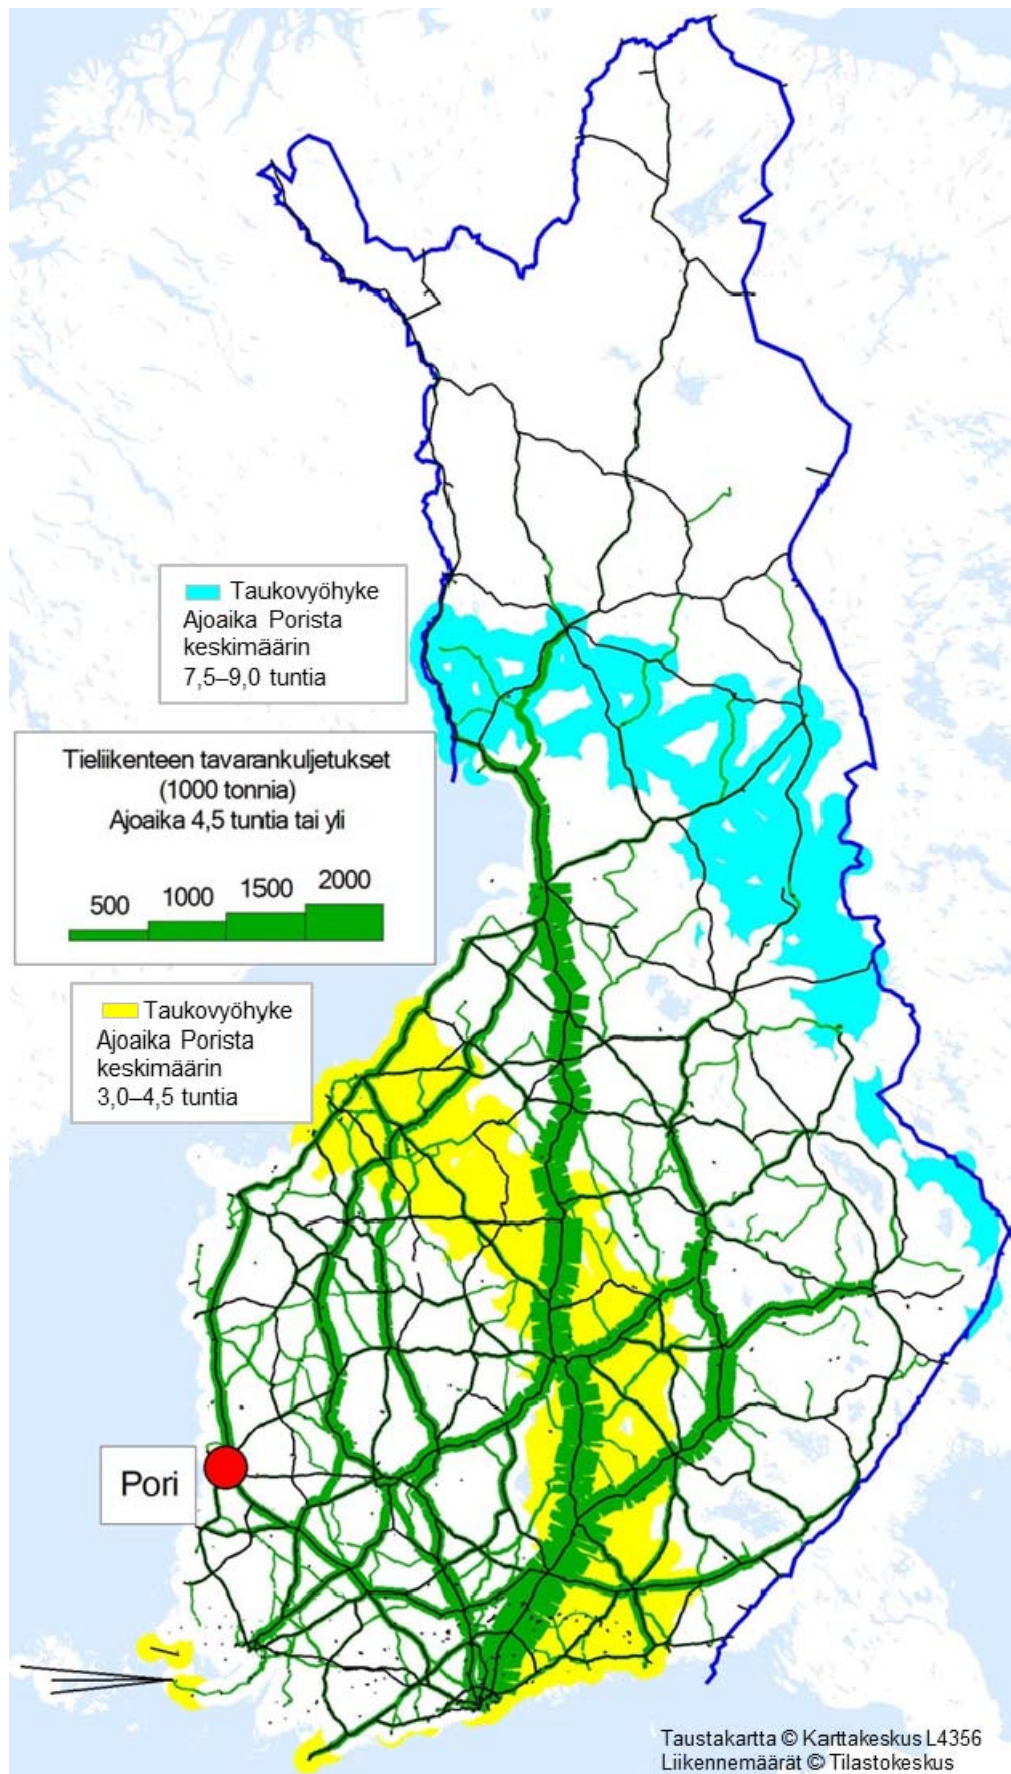 Taukovyöhyke
Ajoaika Porista
keskimäärin
7,5–9,0 tuntia
Tieliikenteen tavarankuljetukset
(1000 tonnia)
Ajoaika 4,5 tuntia tai yli
500 1000 1500 2000
Taukovyöhyke
Ajoaika Porista
keskimäärin
3,0–4,5 tuntia
Pori
Taustakartta © Karttakeskus L4356
Liikennemäärät © Tilastokeskus